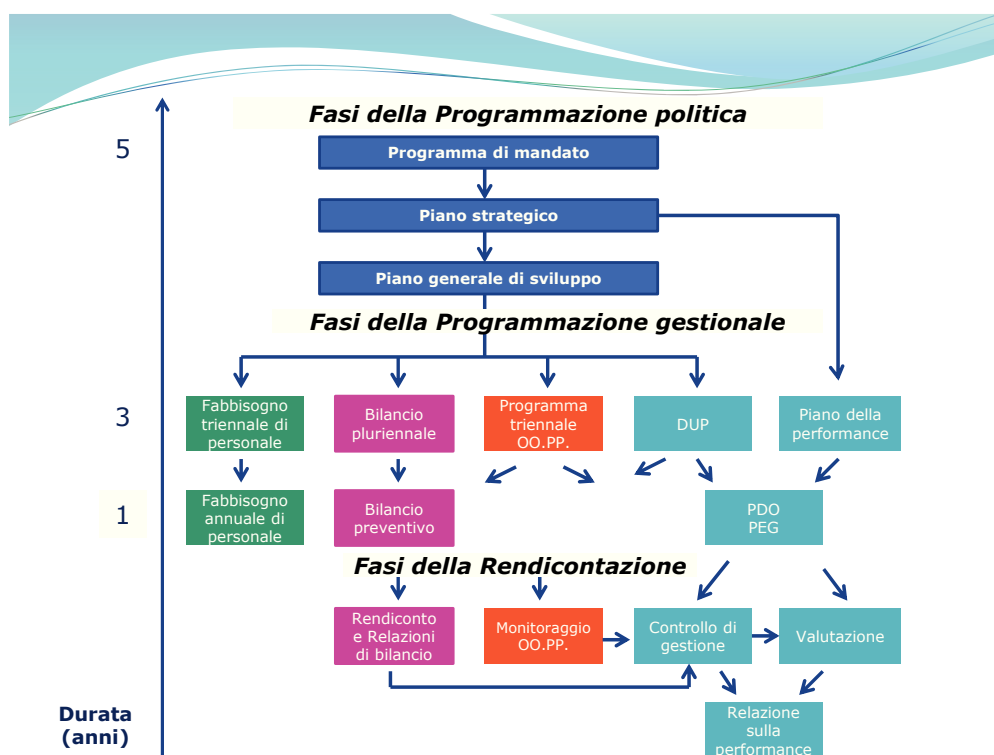 Fasi della Programmazione politica
5
Programma di mandato
Piano strategico
Piano generale di sviluppo
Fasi della Programmazione gestionale
3
Fabbisogno
triennale di
personale
Bilancio
pluriennale
Programma
triennale
OO.PP.
DUP
Piano della
performance
1
Fabbisogno
annuale di
personale
Bilancio
preventivo
PDO
PEG
Fasi della Rendicontazione
Rendiconto
e Relazioni
di bilancio
Monitoraggio
OO.PP.
Controllo di
gestione
Valutazione
Durata
(anni)
Relazione
sulla
performance